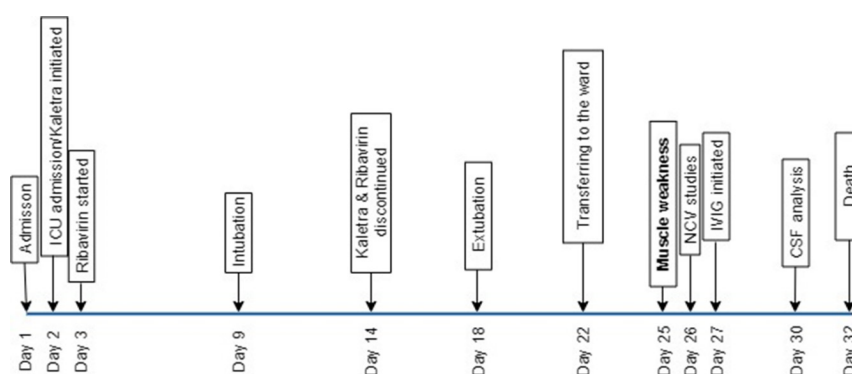 Admisson
ICU admission/Kaletra initiated
Ribavirin started
Intubation
Kaletra & Ribavirin
discontinued
Extubation
Transferring to the ward
Muscle weakness
NCV studies
IVIG initiated
CSF analysis
Death
Day 1
Day 2
Day 3
Day 9
Day 14
Day 18
Day 22
Day 25
Day 26
Day 27
Day 30
Day 32